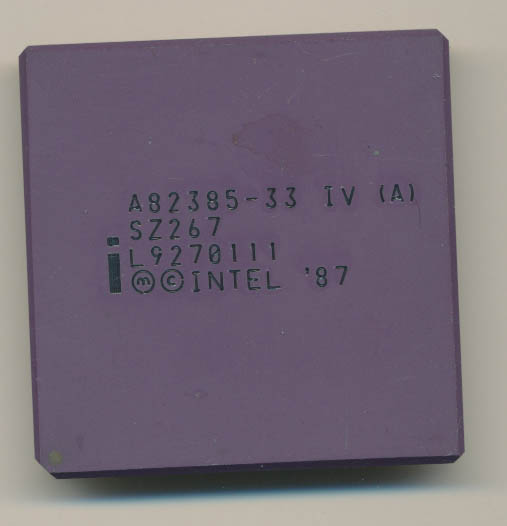 A82385-33 IV (A)
SZ267
L9270111
i ⓜ©INTEL '87